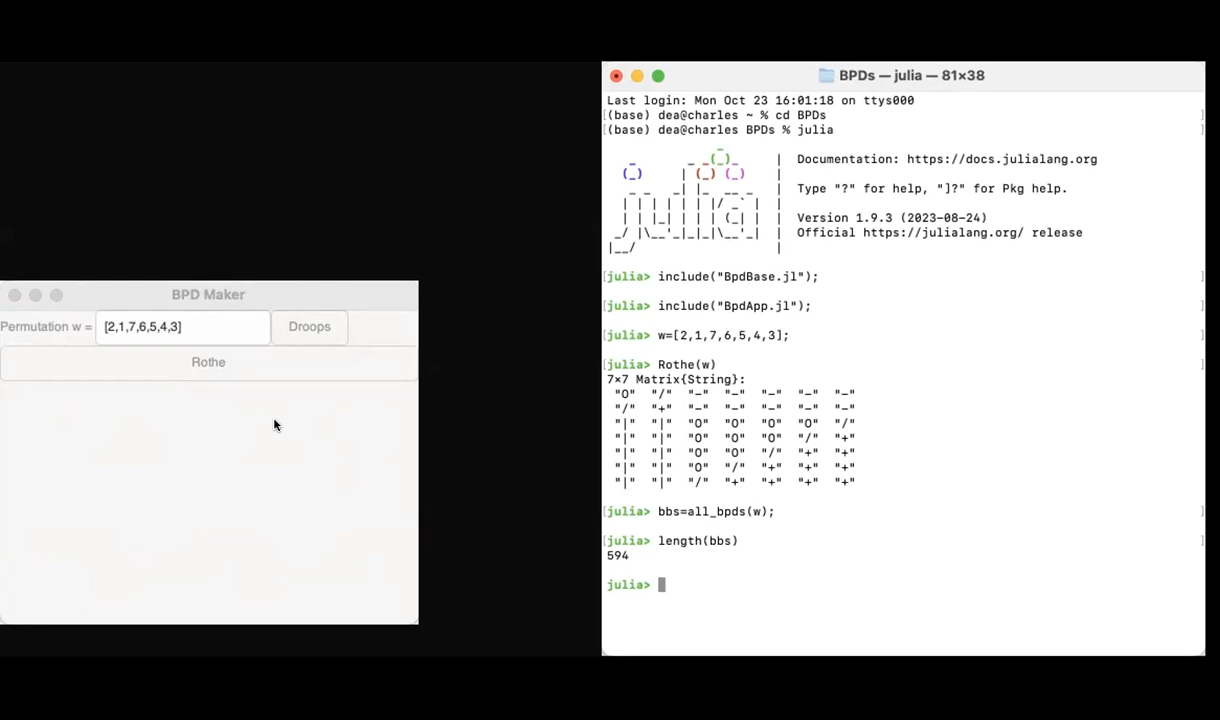 BPD Maker
Permutation w = [2,1,7,6,5,4,3] Droops
Rothe
BPDs — julia — 81×38
Last login: Mon Oct 23 16:01:18 on ttys000
[(base) dea@charles ~ % cd BPDs ]
[(base) dea@charles BPDs % julia ]
               _
   _       _ _(_)_     |  Documentation: https://docs.julialang.org
  (_)     | (_) (_)    |
   _ _   _| |_  __ _   |  Type "?" for help, "]?" for Pkg help.
  | | | | | | |/ _` |  |
  | | |_| | | | (_| |  |  Version 1.9.3 (2023-08-24)
 _/ |\__'_|_|_|\__'_|  |  Official https://julialang.org/ release
|__/                   |
[julia> include("BpdBase.jl"); ]
[julia> include("BpdApp.jl"); ]
[julia> w=[2,1,7,6,5,4,3]; ]
[julia> Rothe(w) ]
7×7 Matrix{String}:
 "O"  "/"  "-"  "-"  "-"  "-"  "-"
 "/"  "+"  "-"  "-"  "-"  "-"  "-"
 "|"  "|"  "O"  "O"  "O"  "O"  "/"
 "|"  "|"  "O"  "O"  "O"  "/"  "+"
 "|"  "|"  "O"  "O"  "/"  "+"  "+"
 "|"  "|"  "O"  "/"  "+"  "+"  "+"
 "|"  "|"  "/"  "+"  "+"  "+"  "+"
[julia> bbs=all_bpds(w); ]
[julia> length(bbs) ]
594
julia>